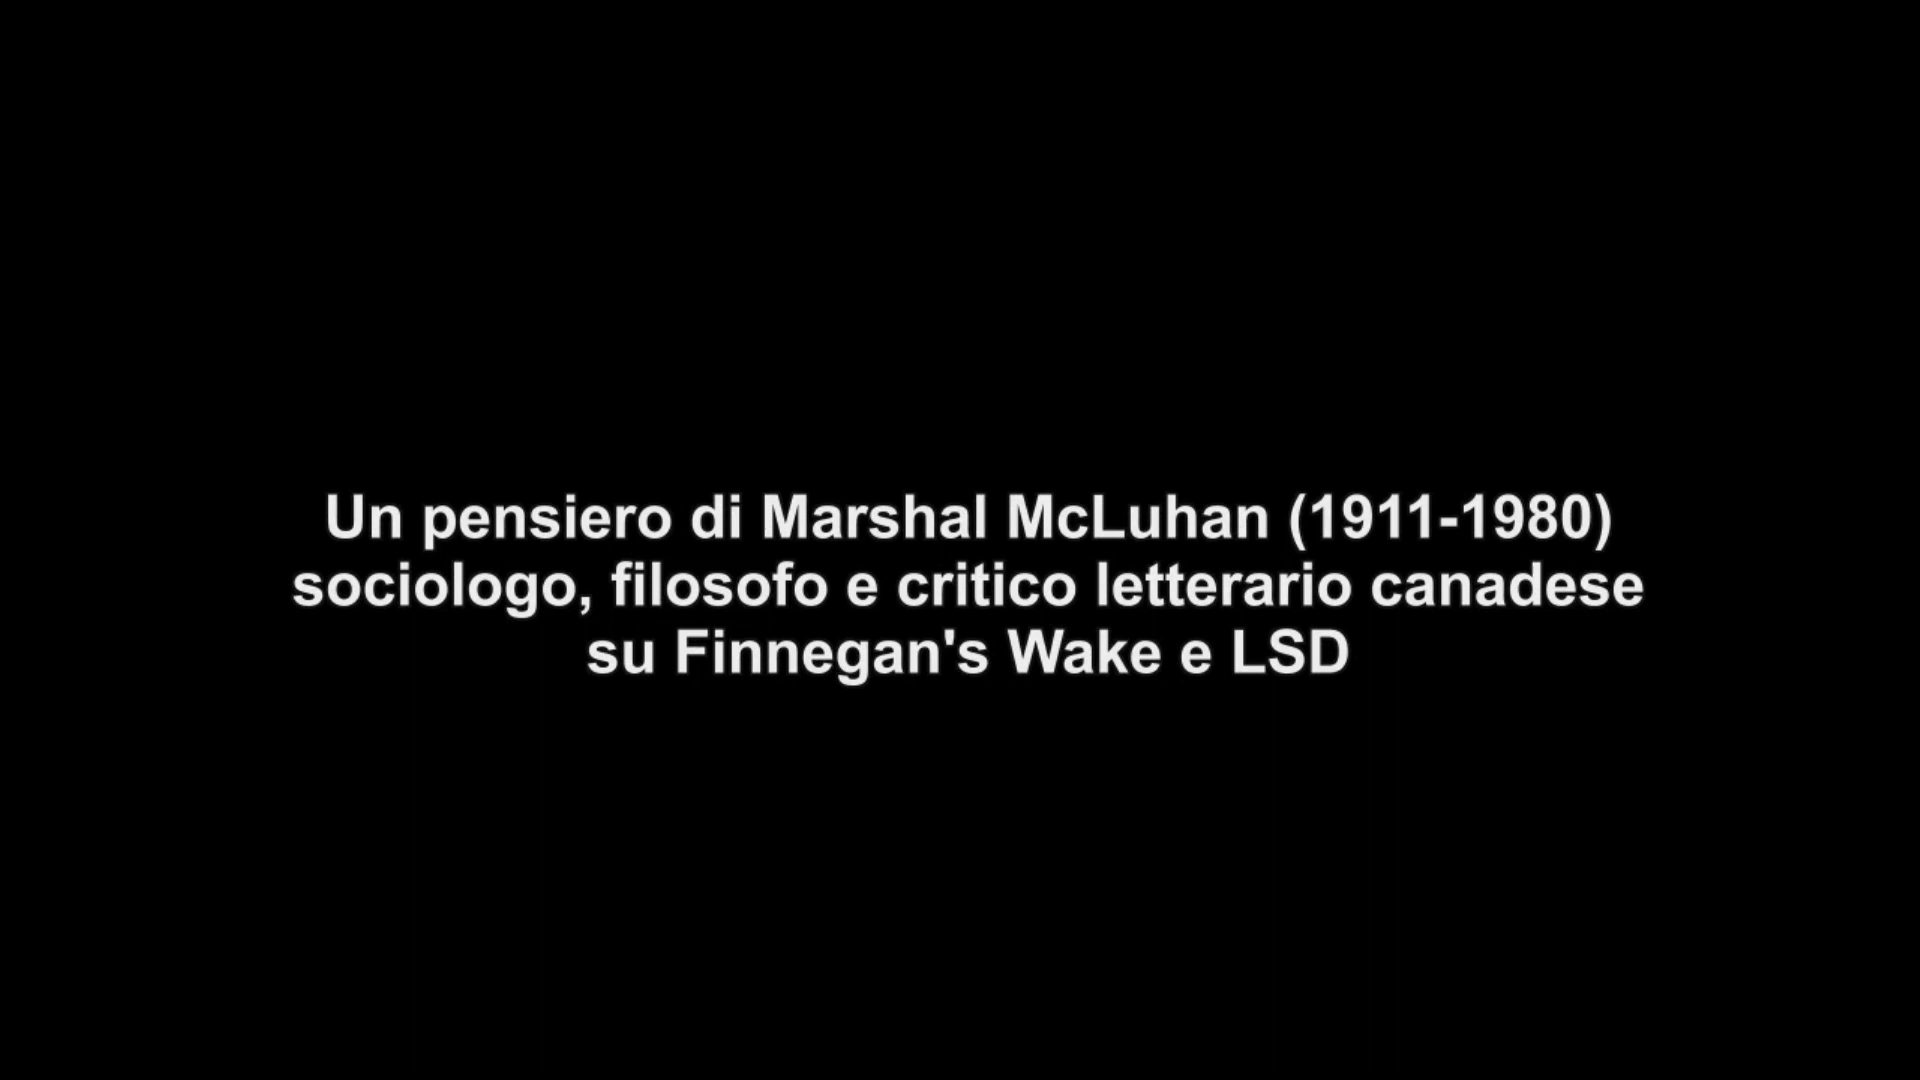 Un pensiero di Marshal McLuhan (1911-1980)
sociologo, filosofo e critico letterario canadese
su Finnegan's Wake e LSD